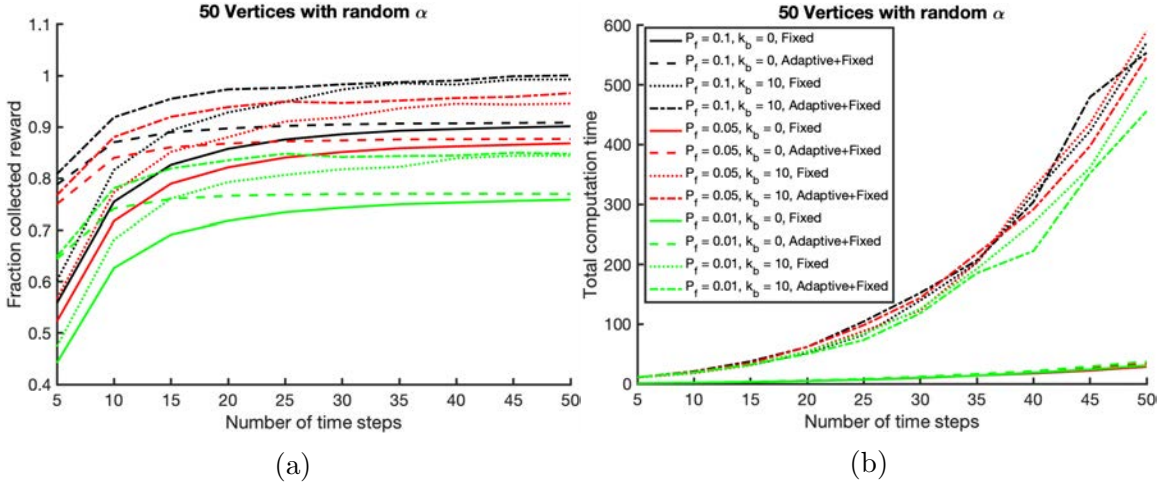 50 Vertices with random α
1.1
1
0.9
0.8
0.7
0.6
0.5
0.4
Fraction collected reward
5 10 15 20 25 30 35 40 45 50
Number of time steps
(a)
50 Vertices with random α
600
500
400
300
200
100
0
Total computation time
P_f = 0.1, k_b = 0, Fixed
P_f = 0.1, k_b = 0, Adaptive+Fixed
P_f = 0.1, k_b = 10, Fixed
P_f = 0.1, k_b = 10, Adaptive+Fixed
P_f = 0.05, k_b = 0, Fixed
P_f = 0.05, k_b = 0, Adaptive+Fixed
P_f = 0.05, k_b = 10, Fixed
P_f = 0.05, k_b = 10, Adaptive+Fixed
P_f = 0.01, k_b = 0, Fixed
P_f = 0.01, k_b = 0, Adaptive+Fixed
P_f = 0.01, k_b = 10, Fixed
P_f = 0.01, k_b = 10, Adaptive+Fixed
5 10 15 20 25 30 35 40 45 50
Number of time steps
(b)